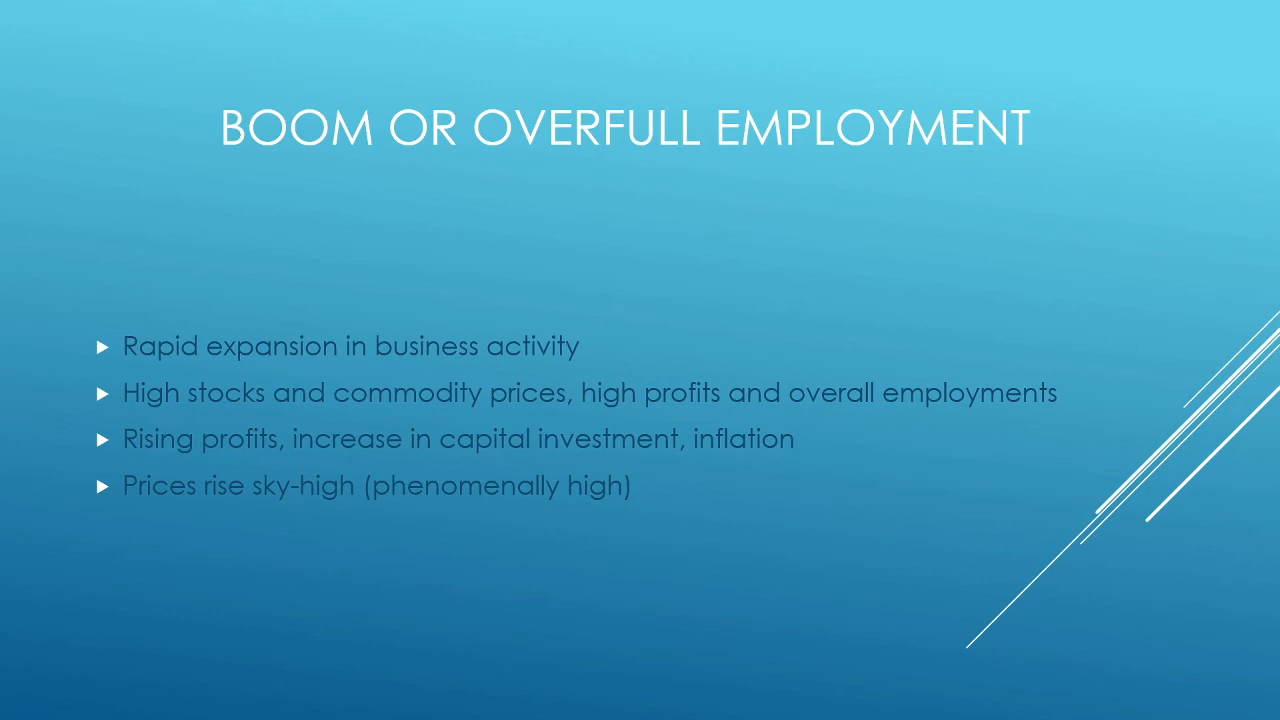 BOOM OR OVERFULL EMPLOYMENT
Rapid expansion in business activity
High stocks and commodity prices, high profits and overall employments
Rising profits, increase in capital investment, inflation
Prices rise sky-high (phenomenally high)